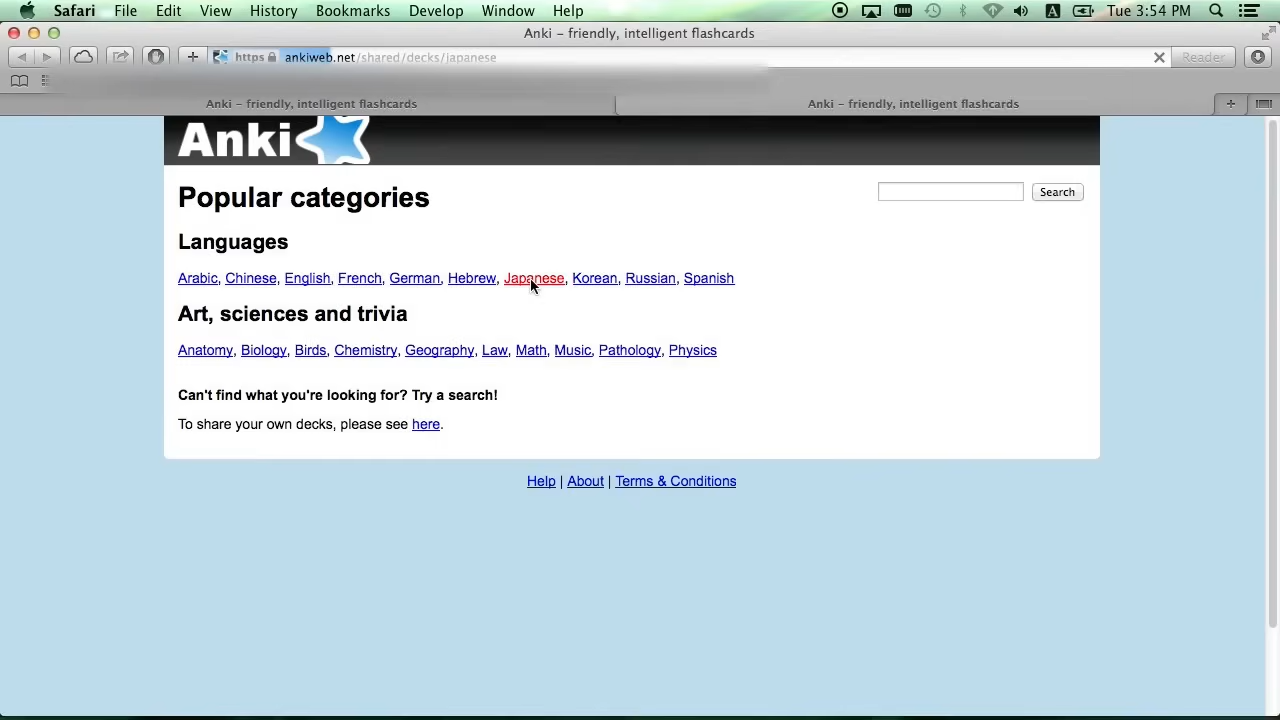 Safari File Edit View History Bookmarks Develop Window Help A Tue 3:54 PM
Anki – friendly, intelligent flashcards
https ankiweb.net/shared/decks/japanese Reader
Anki – friendly, intelligent flashcards Anki – friendly, intelligent flashcards
Anki
Popular categories Search
Languages
Arabic, Chinese, English, French, German, Hebrew, Japanese, Korean, Russian, Spanish
Art, sciences and trivia
Anatomy, Biology, Birds, Chemistry, Geography, Law, Math, Music, Pathology, Physics
Can't find what you're looking for? Try a search!
To share your own decks, please see here.
Help | About | Terms & Conditions